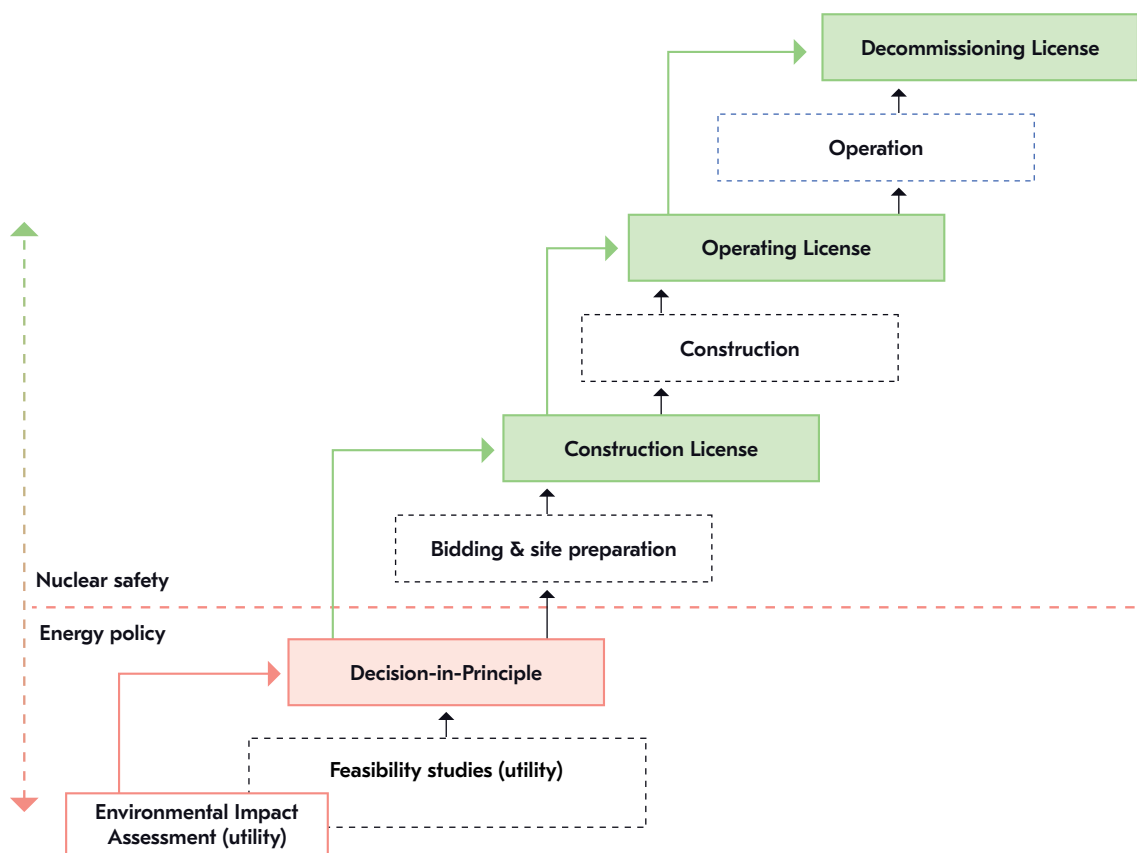 Decommissioning License
Operation
Operating License
Construction
Construction License
Bidding & site preparation
Nuclear safety
Energy policy
Decision-in-Principle
Feasibility studies (utility)
Environmental Impact
Assessment (utility)